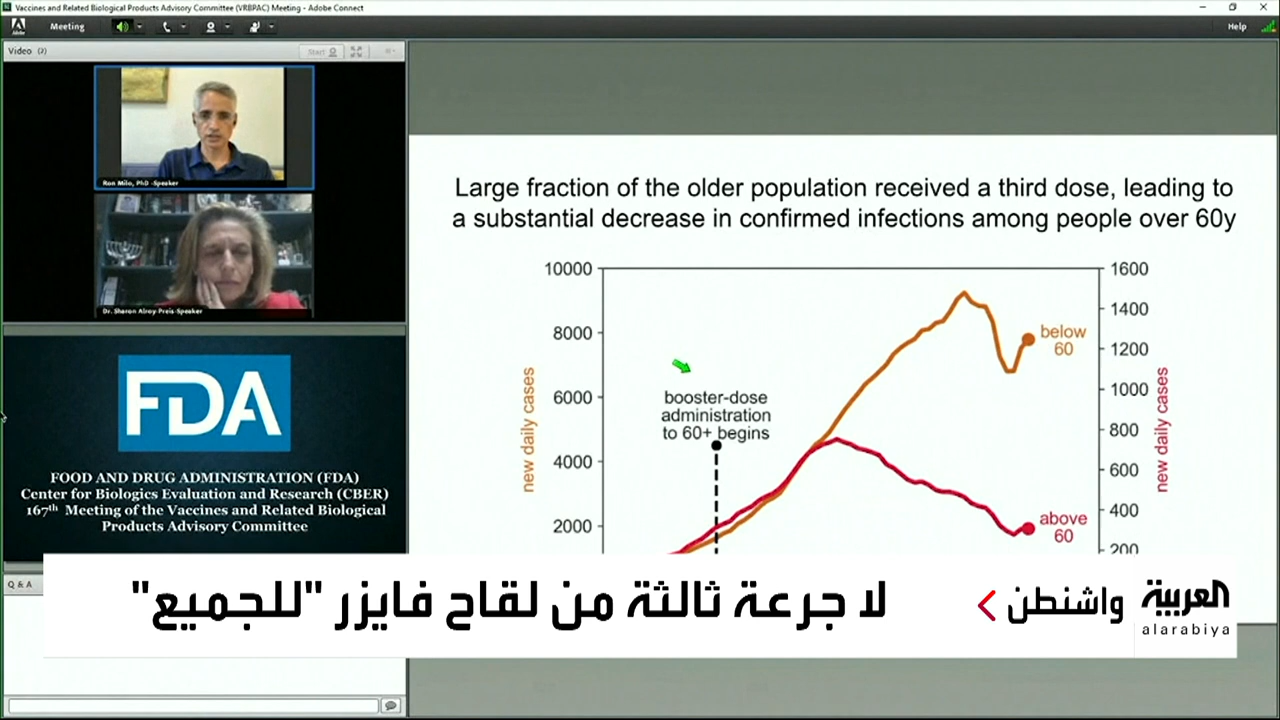 Vaccines and Related Biological Products Advisory Committee (VRBPAC) Meeting - Adobe Connect
Meeting
Help
Video (2)
Start
Ron Milo, PhD -Speaker
Dr. Sharon Alroy-Preis-Speaker
FDA
FOOD AND DRUG ADMINISTRATION (FDA)
Center for Biologics Evaluation and Research (CBER)
167th Meeting of the Vaccines and Related Biological
Products Advisory Committee
Q & A
Large fraction of the older population received a third dose, leading to
a substantial decrease in confirmed infections among people over 60y
10000
8000
6000
4000
2000
new daily cases
booster-dose
administration
to 60+ begins
below
60
above
60
1600
1400
1200
1000
800
600
400
200
new daily cases
العربية
alarabiya
واشنطن
لا جرعة ثالثة من لقاح فايزر "للجميع"